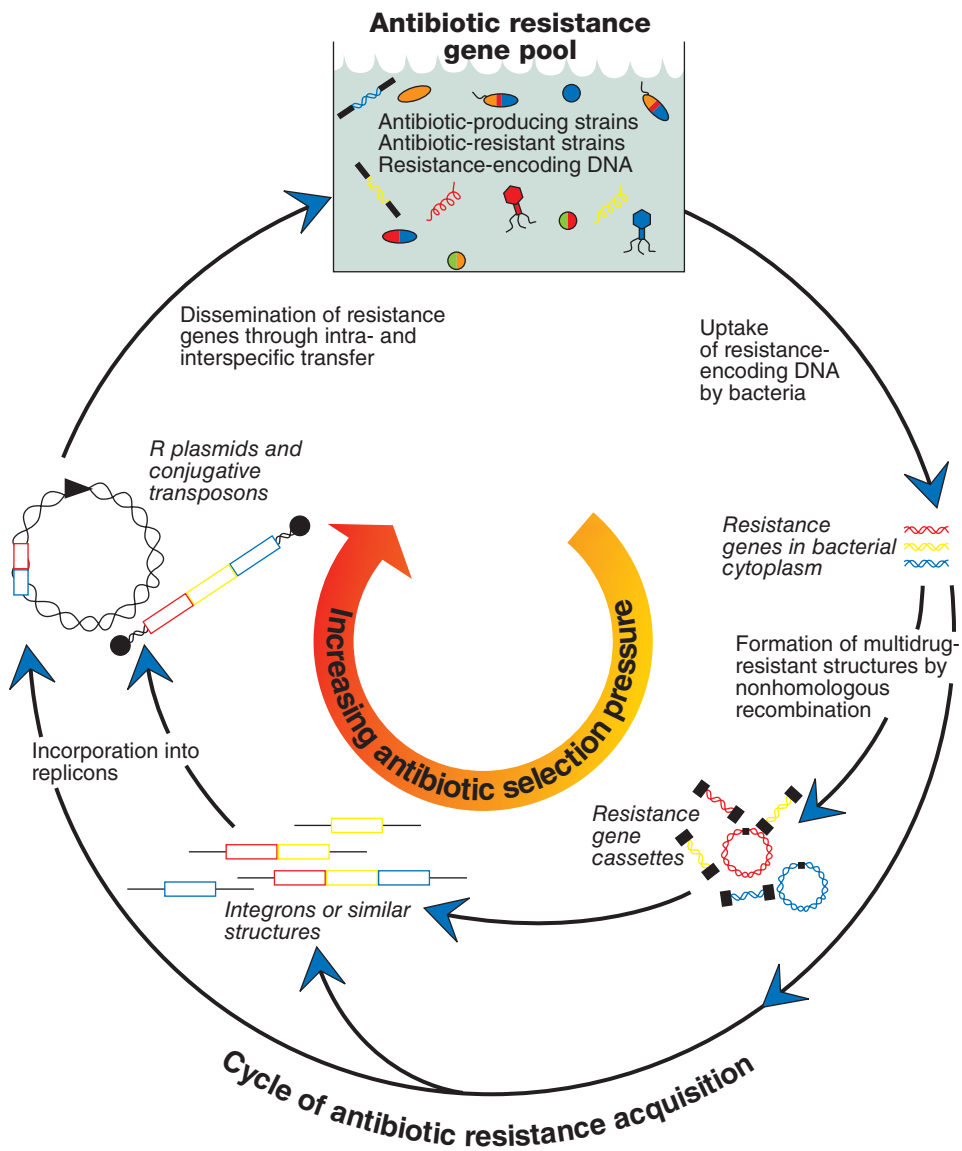 Antibiotic resistance
gene pool
Antibiotic-producing strains
Antibiotic-resistant strains
Resistance-encoding DNA
Dissemination of resistance
genes through intra- and
interspecific transfer
Uptake
of resistance-
encoding DNA
by bacteria
R plasmids and
conjugative
transposons
Resistance
genes in bacterial
cytoplasm
Formation of multidrug-
resistant structures by
nonhomologous
recombination
Increasing antibiotic selection pressure
Incorporation into
replicons
Resistance
gene
cassettes
Integrons or similar
structures
Cycle of antibiotic resistance acquisition